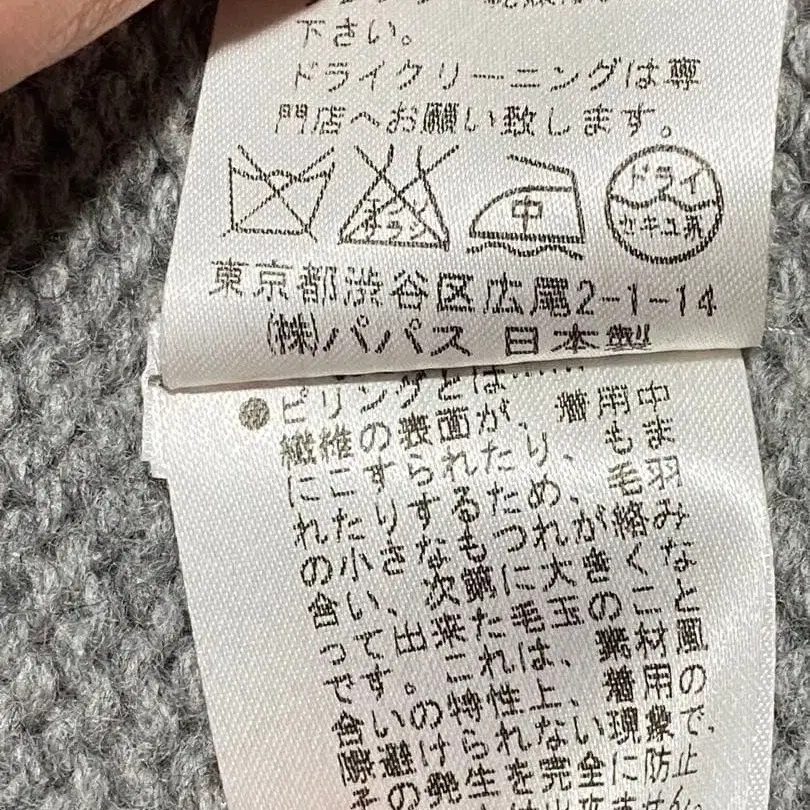 下さい。
ドライクリーニングは専
門店へお願い致します。
中
ドライ
セキユ系
東京都渋谷区広尾2-1-14
(株)パパス 日本製
●ピリングとは……
繊維の表面が、着用中
にこすられたり、もま
れたりするため、毛羽
の小さなもつれが絡み
合い、次第に大きくな
って出来た毛玉のこと
です。これは、素材風
合いの特性上、着用の
際避けられない現象で、
その発生を完全に防止